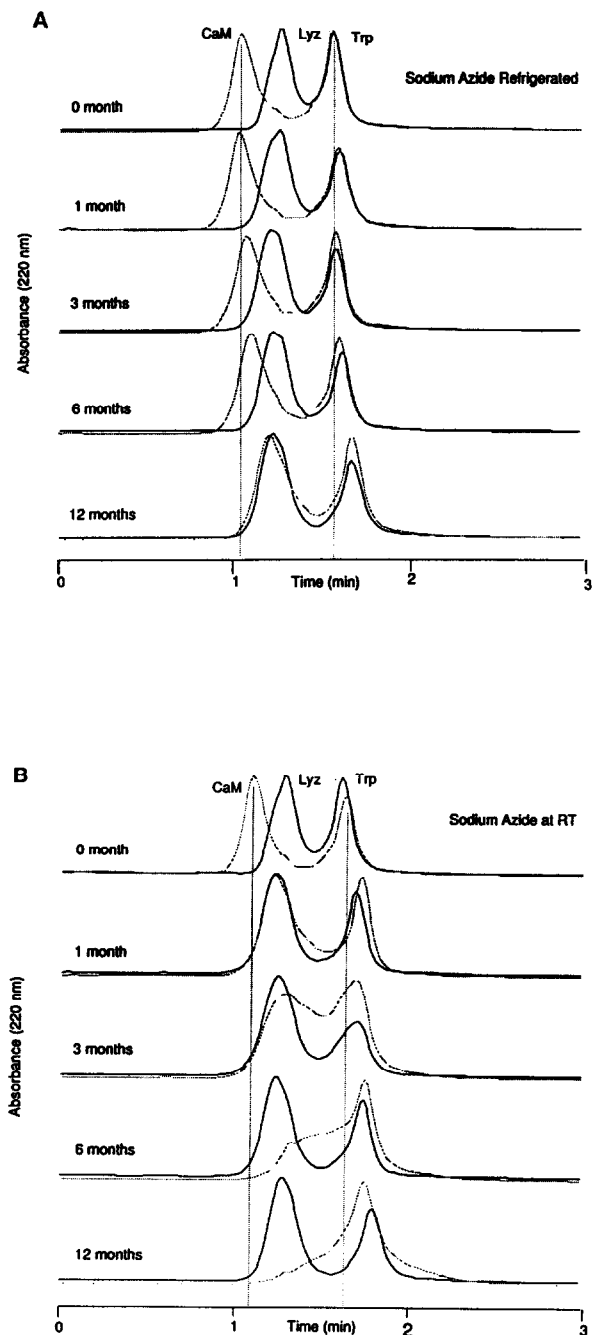 A
CaM Lyz Trp
Sodium Azide Refrigerated
0 month
1 month
3 months
6 months
12 months
Absorbance (220 nm)
0 1 2 3
Time (min)
B
CaM Lyz Trp
Sodium Azide at RT
0 month
1 month
3 months
6 months
12 months
Absorbance (220 nm)
0 1 2 3
Time (min)